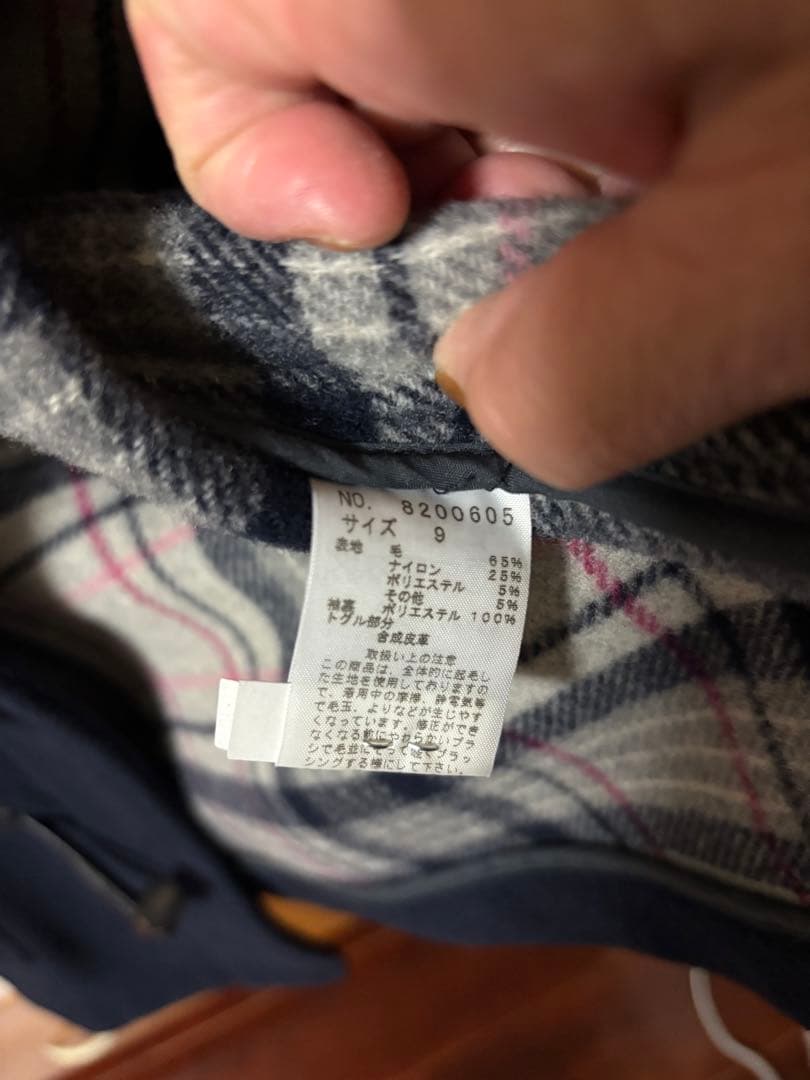 NO. 8200605
サイズ 9
表地 毛 65%
ナイロン 25%
ポリエステル 5%
その他 5%
袖裏 ポリエステル 100%
トグル部分
合成皮革
取扱い上の注意
この商品は、全体的に起毛し
た生地を使用しておりますの
で、着用中の摩擦、静電気等
で毛玉、よりなどが生じやす
くなっています。修正ができ
なくなる前にやわらかいブラ
シで毛並にそって軽くブラッ
シングする様にして下さい。